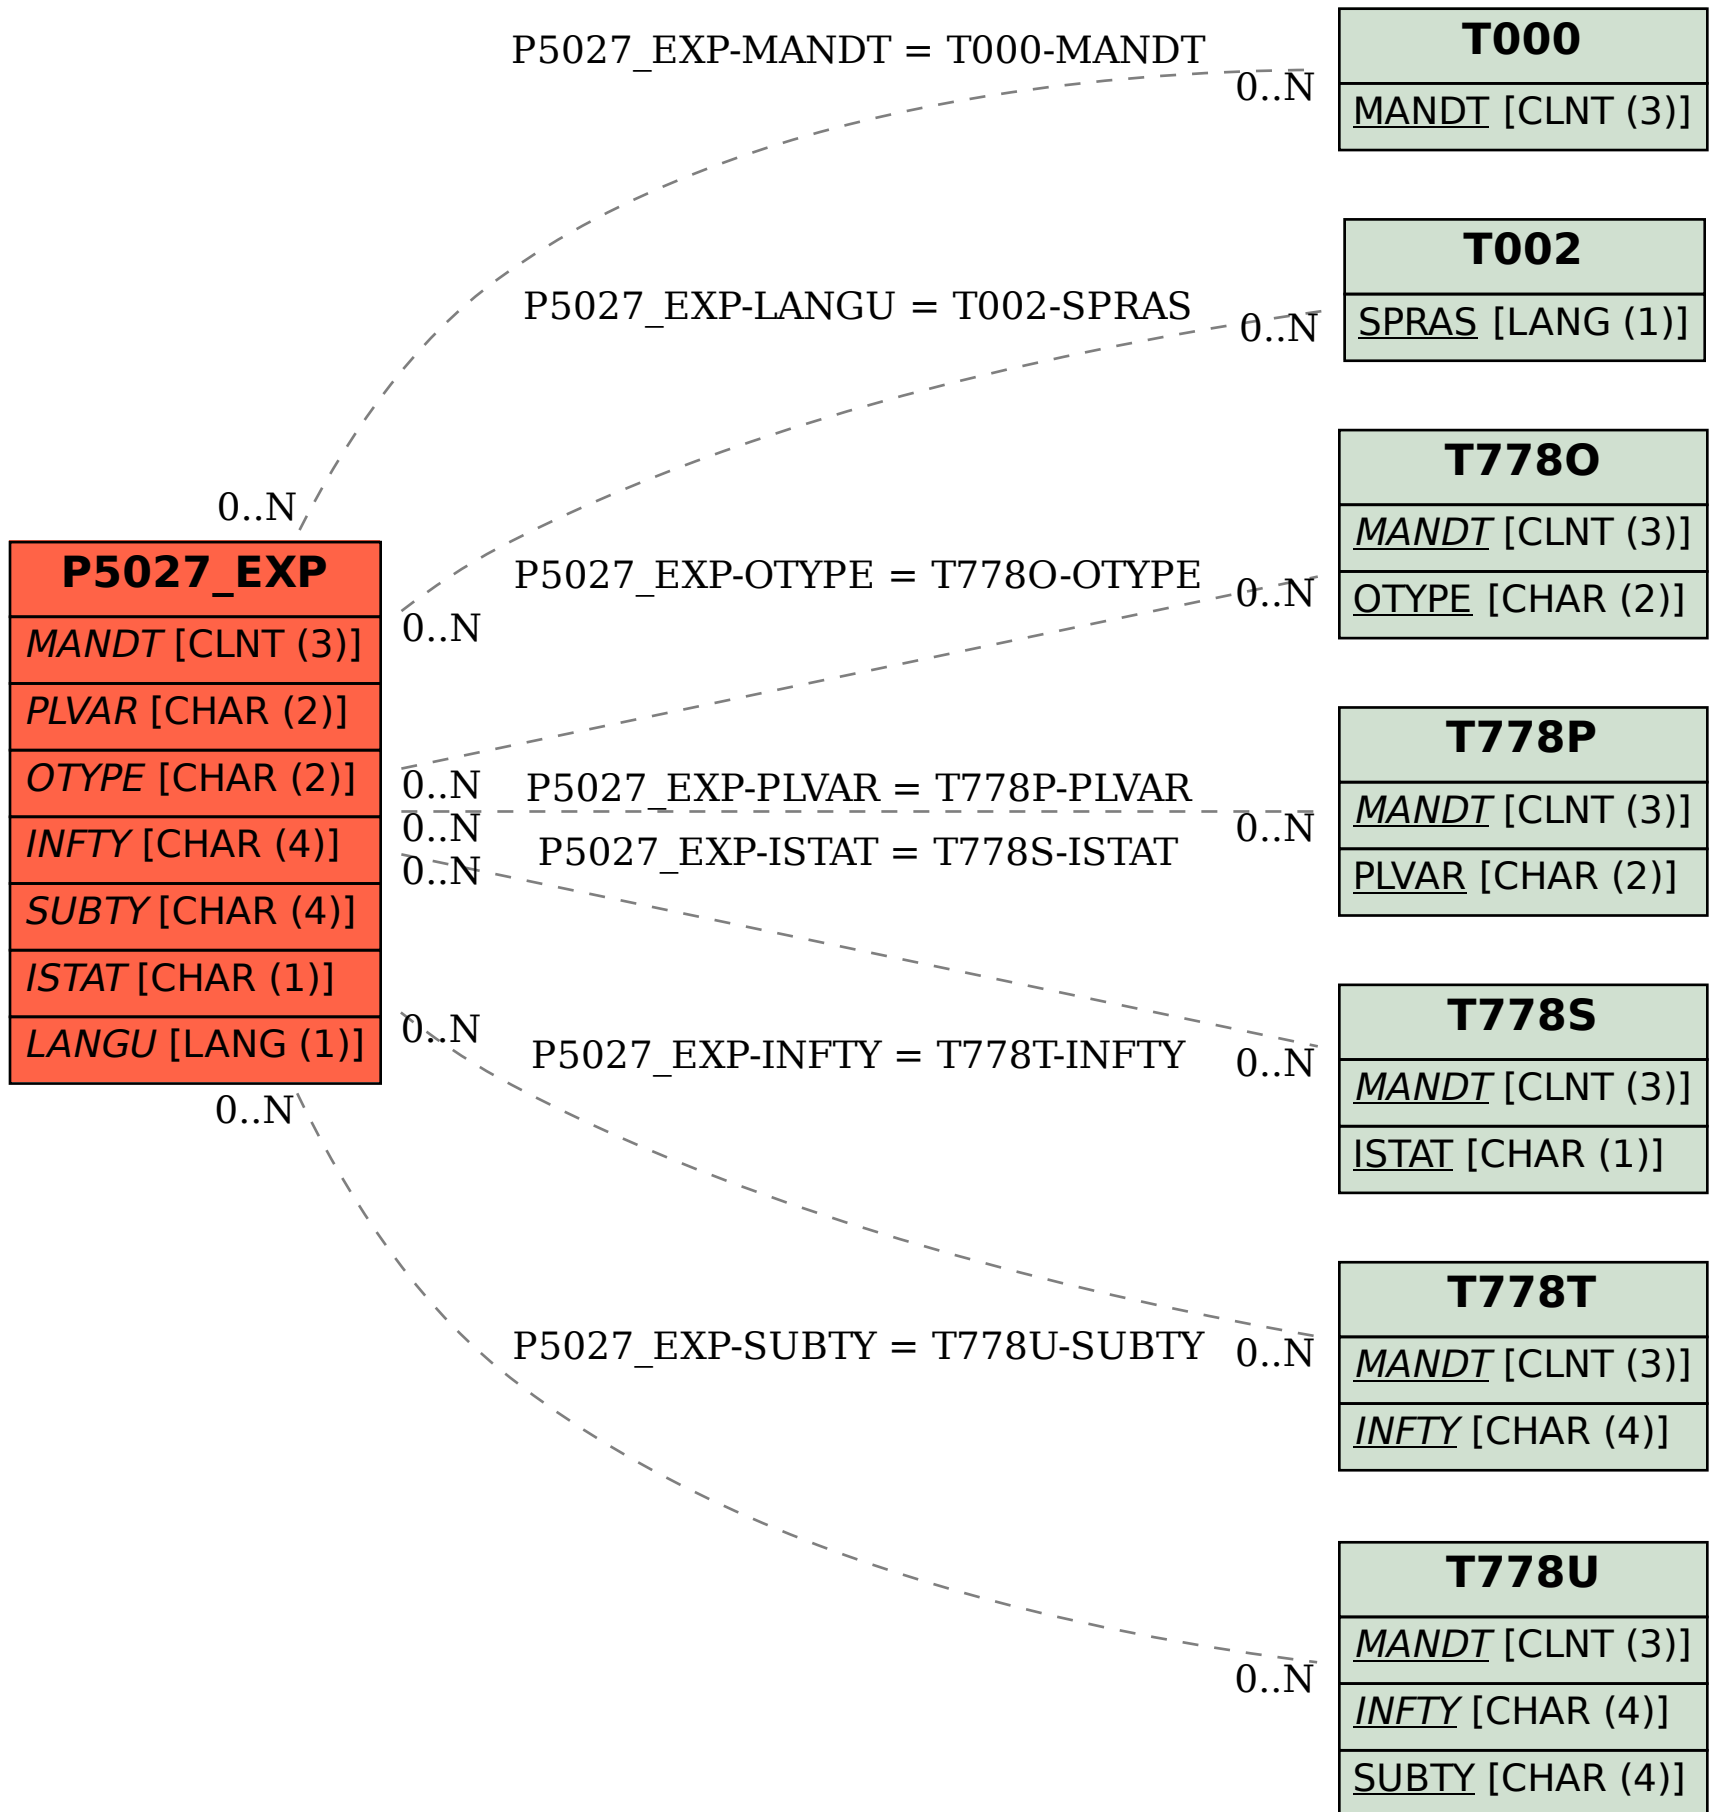 P5027_EXP-MANDT = T000-MANDT
0..N
T000
MANDT [CLNT (3)]
P5027_EXP-LANGU = T002-SPRAS
0..N
T002
SPRAS [LANG (1)]
0..N
P5027_EXP
MANDT [CLNT (3)]
PLVAR [CHAR (2)]
OTYPE [CHAR (2)]
INFTY [CHAR (4)]
SUBTY [CHAR (4)]
ISTAT [CHAR (1)]
LANGU [LANG (1)]
0..N
0..N
P5027_EXP-OTYPE = T778O-OTYPE
0..N
T778O
MANDT [CLNT (3)]
OTYPE [CHAR (2)]
0..N
P5027_EXP-PLVAR = T778P-PLVAR
0..N
0..N
T778P
MANDT [CLNT (3)]
PLVAR [CHAR (2)]
0..N
P5027_EXP-ISTAT = T778S-ISTAT
0..N
T778S
MANDT [CLNT (3)]
ISTAT [CHAR (1)]
0..N
P5027_EXP-INFTY = T778T-INFTY
0..N
T778T
MANDT [CLNT (3)]
INFTY [CHAR (4)]
P5027_EXP-SUBTY = T778U-SUBTY
0..N
T778U
MANDT [CLNT (3)]
INFTY [CHAR (4)]
SUBTY [CHAR (4)]